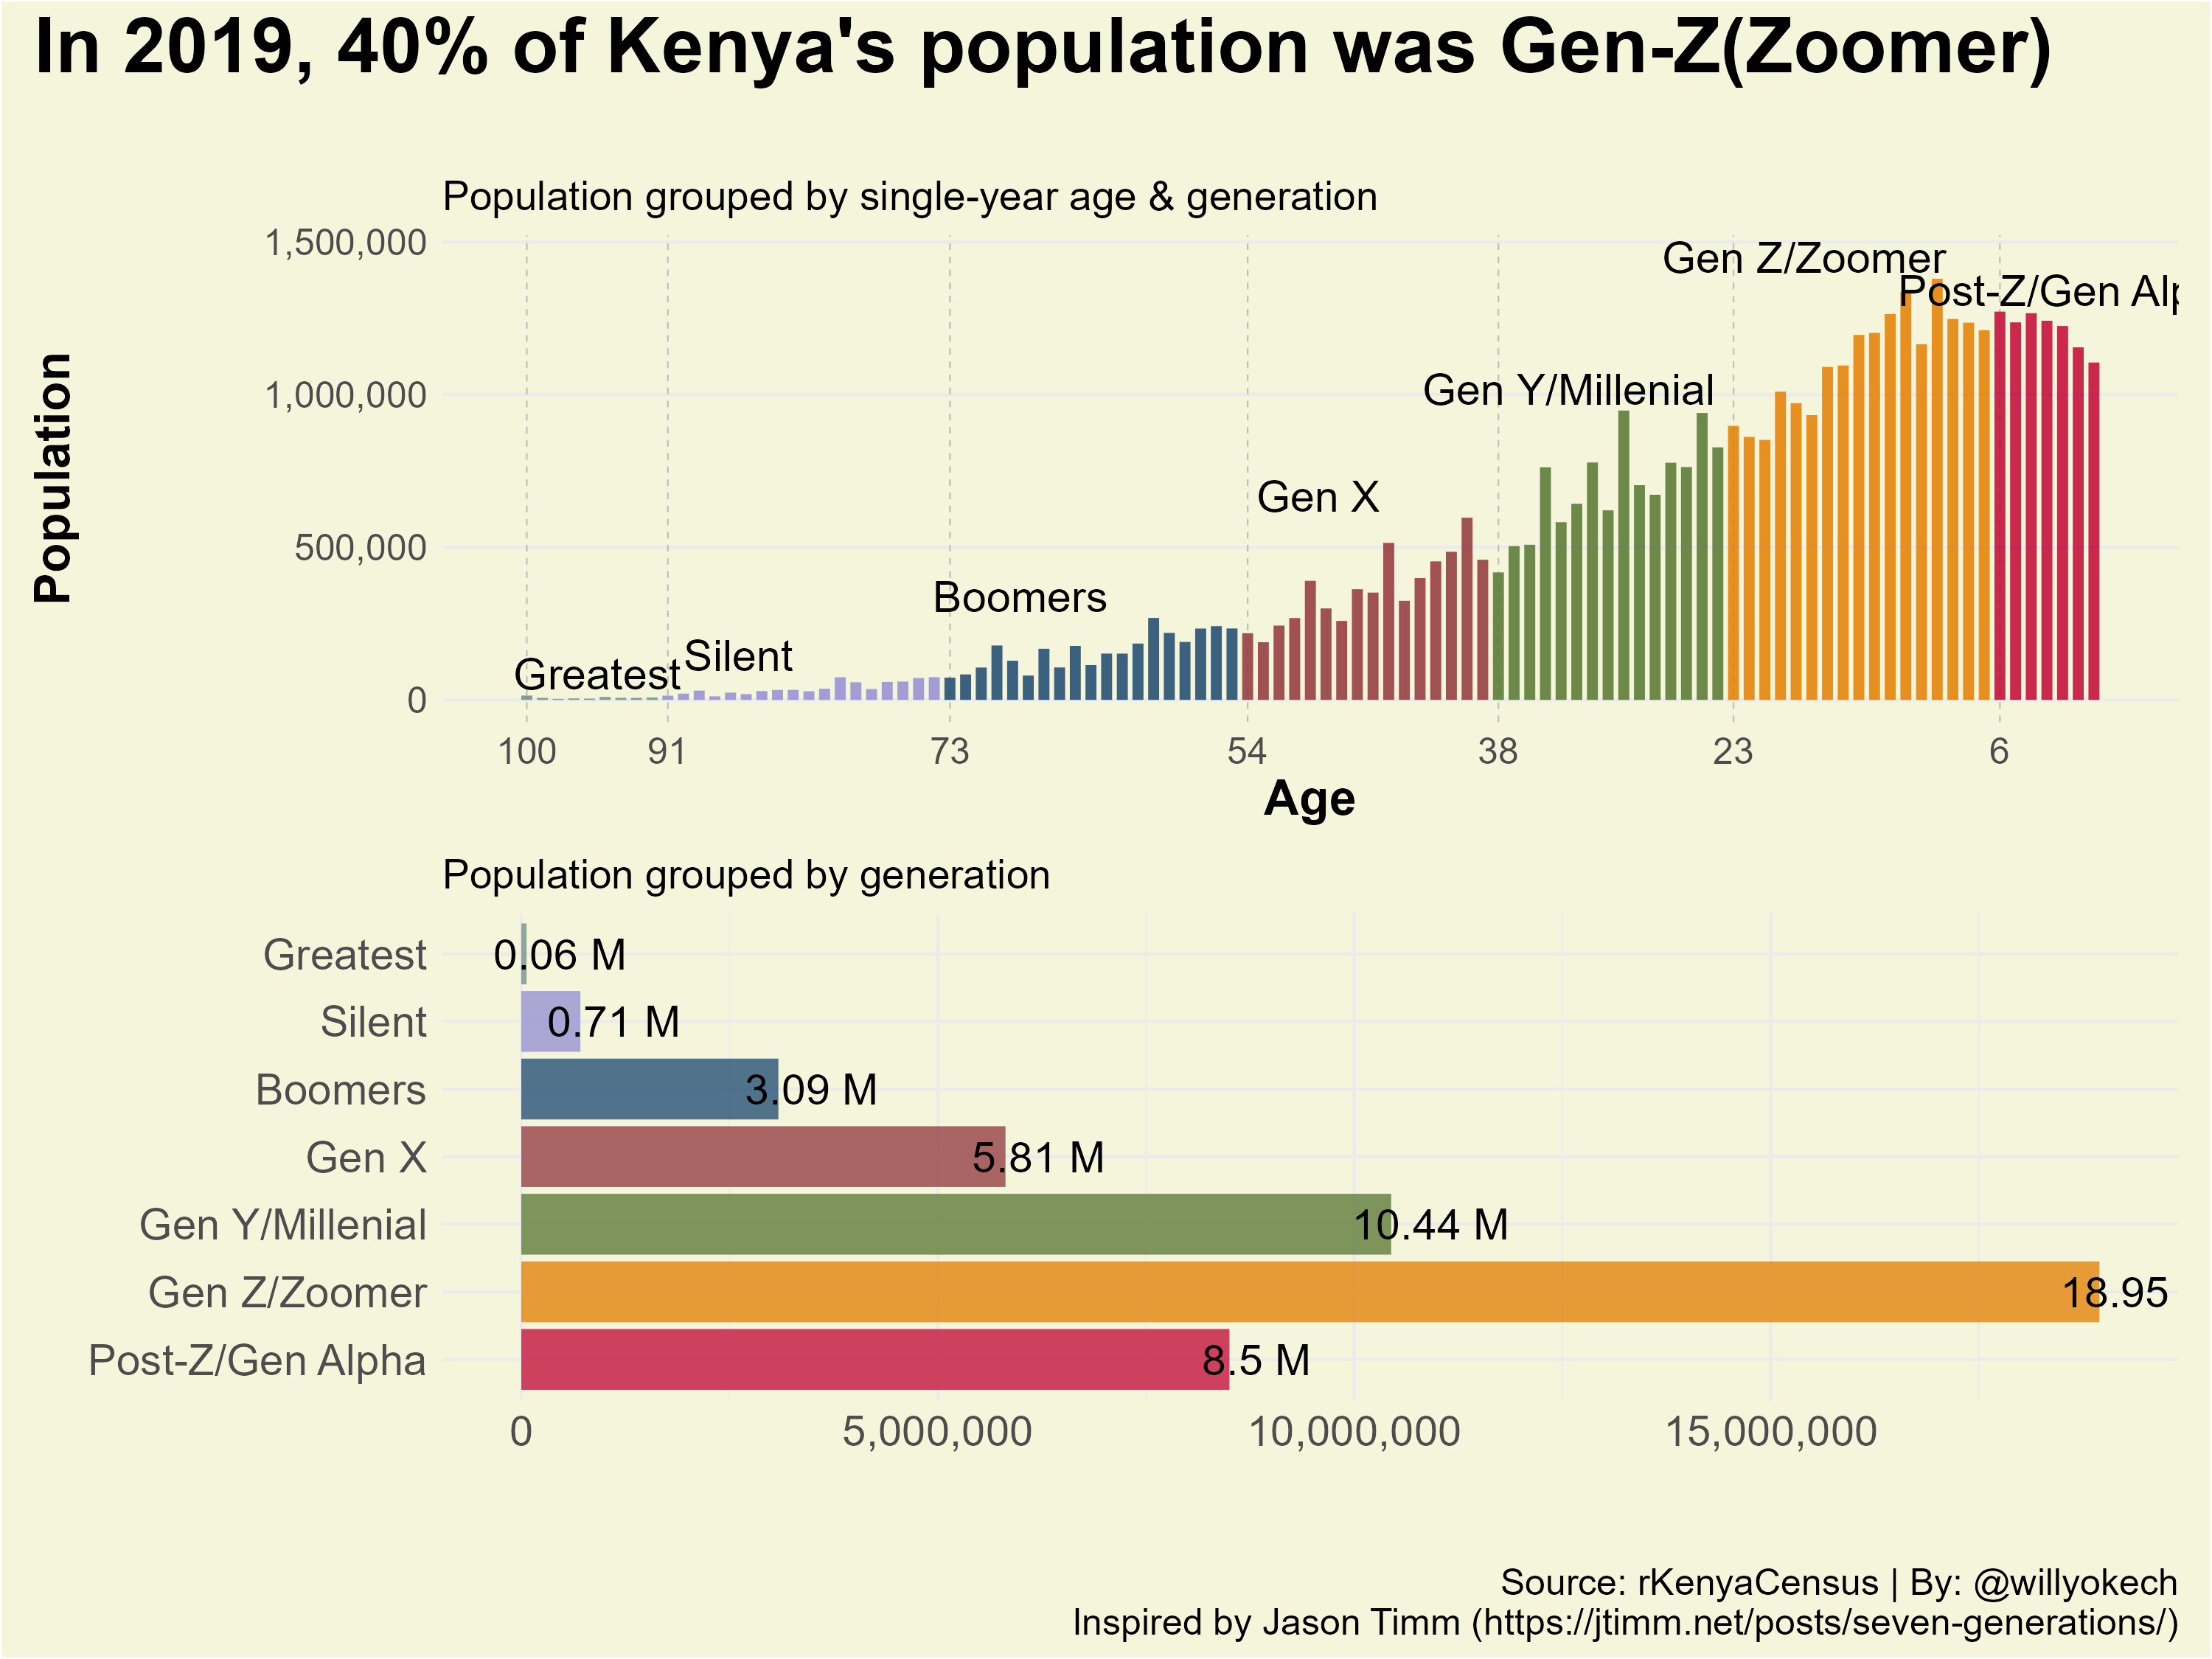 In 2019, 40% of Kenya's population was Gen-Z(Zoomer)
Population grouped by single-year age & generation
Population
1,500,000
1,000,000
500,000
0
Greatest
Silent
Boomers
Gen X
Gen Y/Millenial
Gen Z/Zoomer
Post-Z/Gen Alp
100 91 73 54 38 23 6
Age
Population grouped by generation
Greatest 0.06 M
Silent 0.71 M
Boomers 3.09 M
Gen X 5.81 M
Gen Y/Millenial 10.44 M
Gen Z/Zoomer 18.95
Post-Z/Gen Alpha 8.5 M
0 5,000,000 10,000,000 15,000,000
Source: rKenyaCensus | By: @willyokech
Inspired by Jason Timm (https://jtimm.net/posts/seven-generations/)